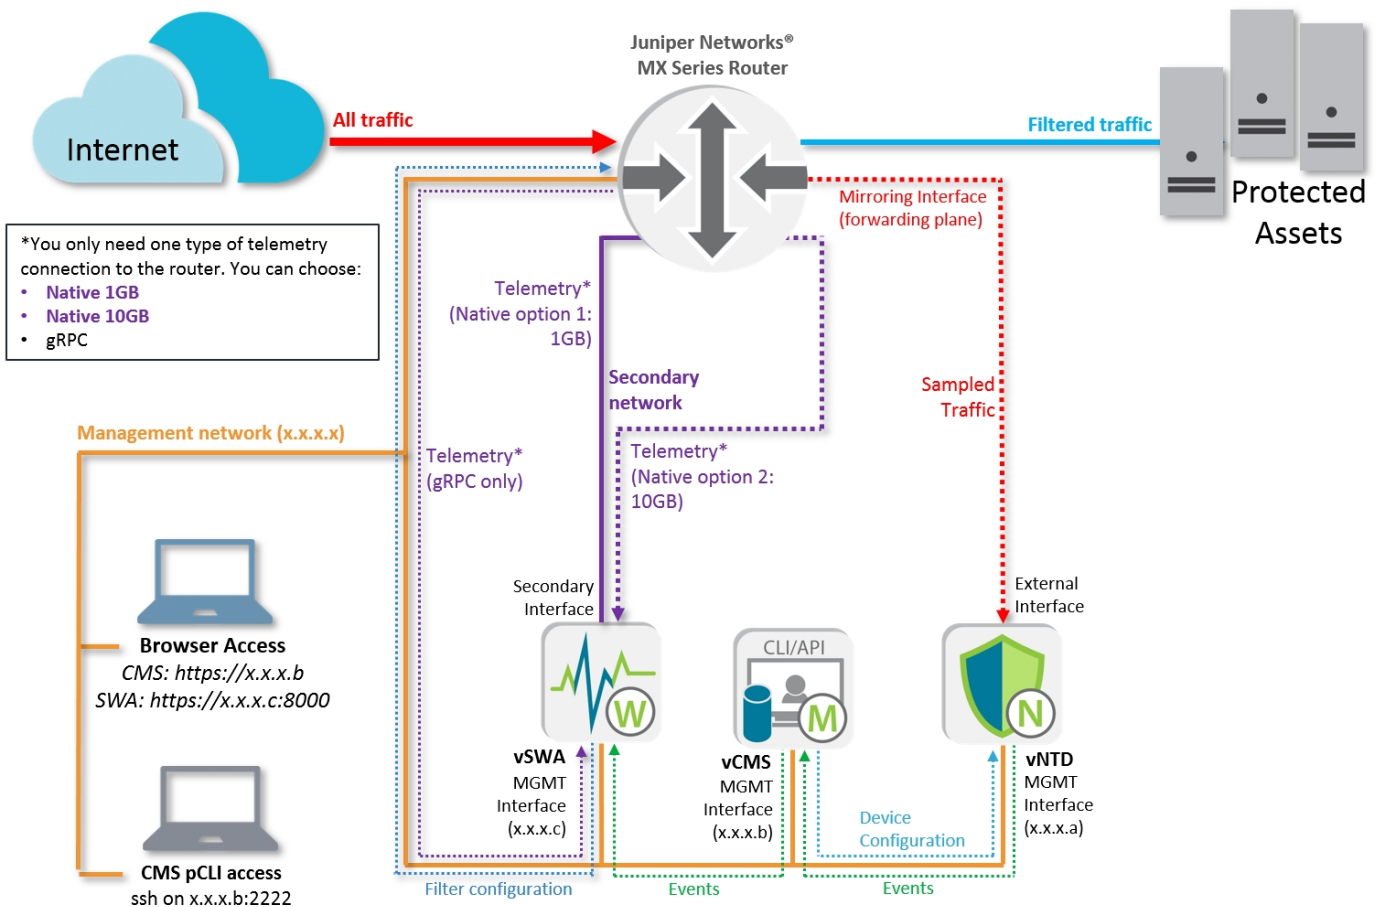 Juniper Networks®
MX Series Router
All traffic
Filtered traffic
Internet
Mirroring Interface
(forwarding plane)
Protected
Assets
*You only need one type of telemetry
connection to the router. You can choose:
• Native 1GB
• Native 10GB
• gRPC
Telemetry*
(Native option 1:
1GB)
Secondary
network
Sampled
Traffic
Management network (x.x.x.x)
Telemetry*
(gRPC only)
Telemetry*
(Native option 2:
10GB)
Secondary
Interface
External
Interface
Browser Access
CMS: https://x.x.x.b
SWA: https://x.x.x.c:8000
W
CLI/API
M
N
vSWA
MGMT
Interface
(x.x.x.c)
vCMS
MGMT
Interface
(x.x.x.b)
Device
Configuration
vNTD
MGMT
Interface
(x.x.x.a)
CMS pCLI access
ssh on x.x.x.b:2222
Filter configuration
Events
Events